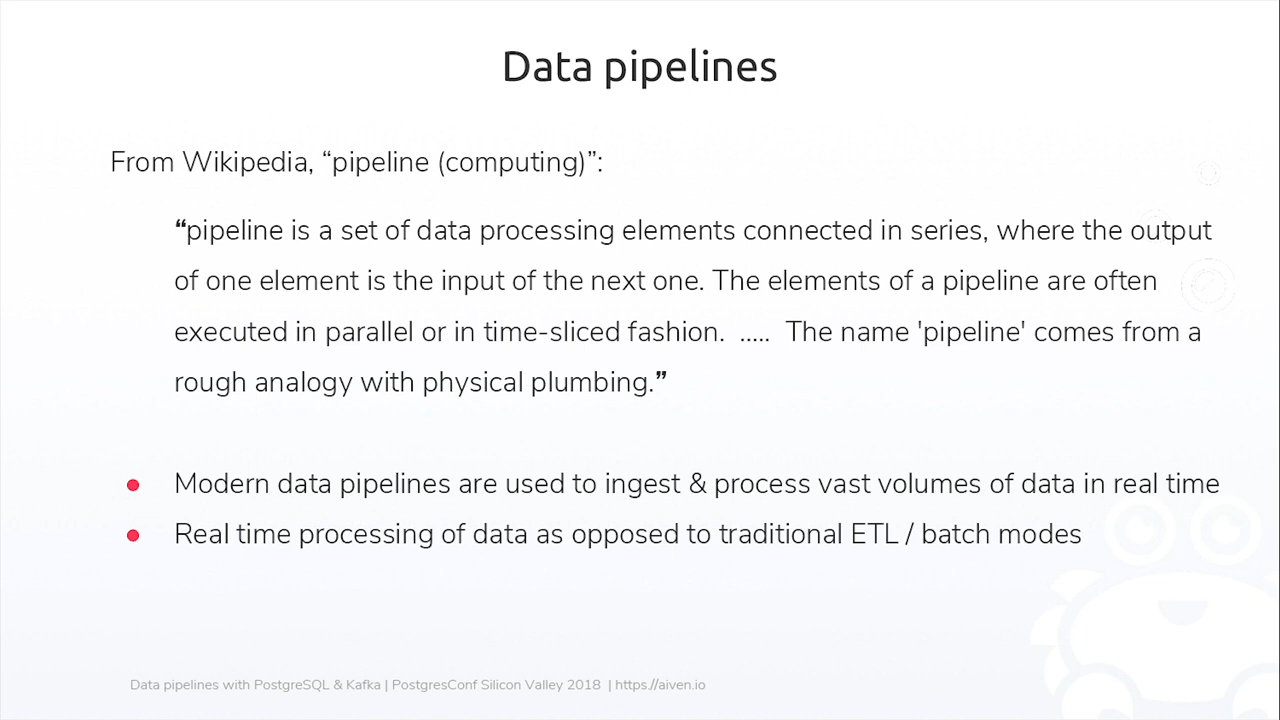 Data pipelines
From Wikipedia, “pipeline (computing)”:
“pipeline is a set of data processing elements connected in series, where the output
of one element is the input of the next one. The elements of a pipeline are often
executed in parallel or in time-sliced fashion.  .....  The name 'pipeline' comes from a
rough analogy with physical plumbing.”
● Modern data pipelines are used to ingest & process vast volumes of data in real time
● Real time processing of data as opposed to traditional ETL / batch modes
Data pipelines with PostgreSQL & Kafka | PostgresConf Silicon Valley 2018 | https://aiven.io